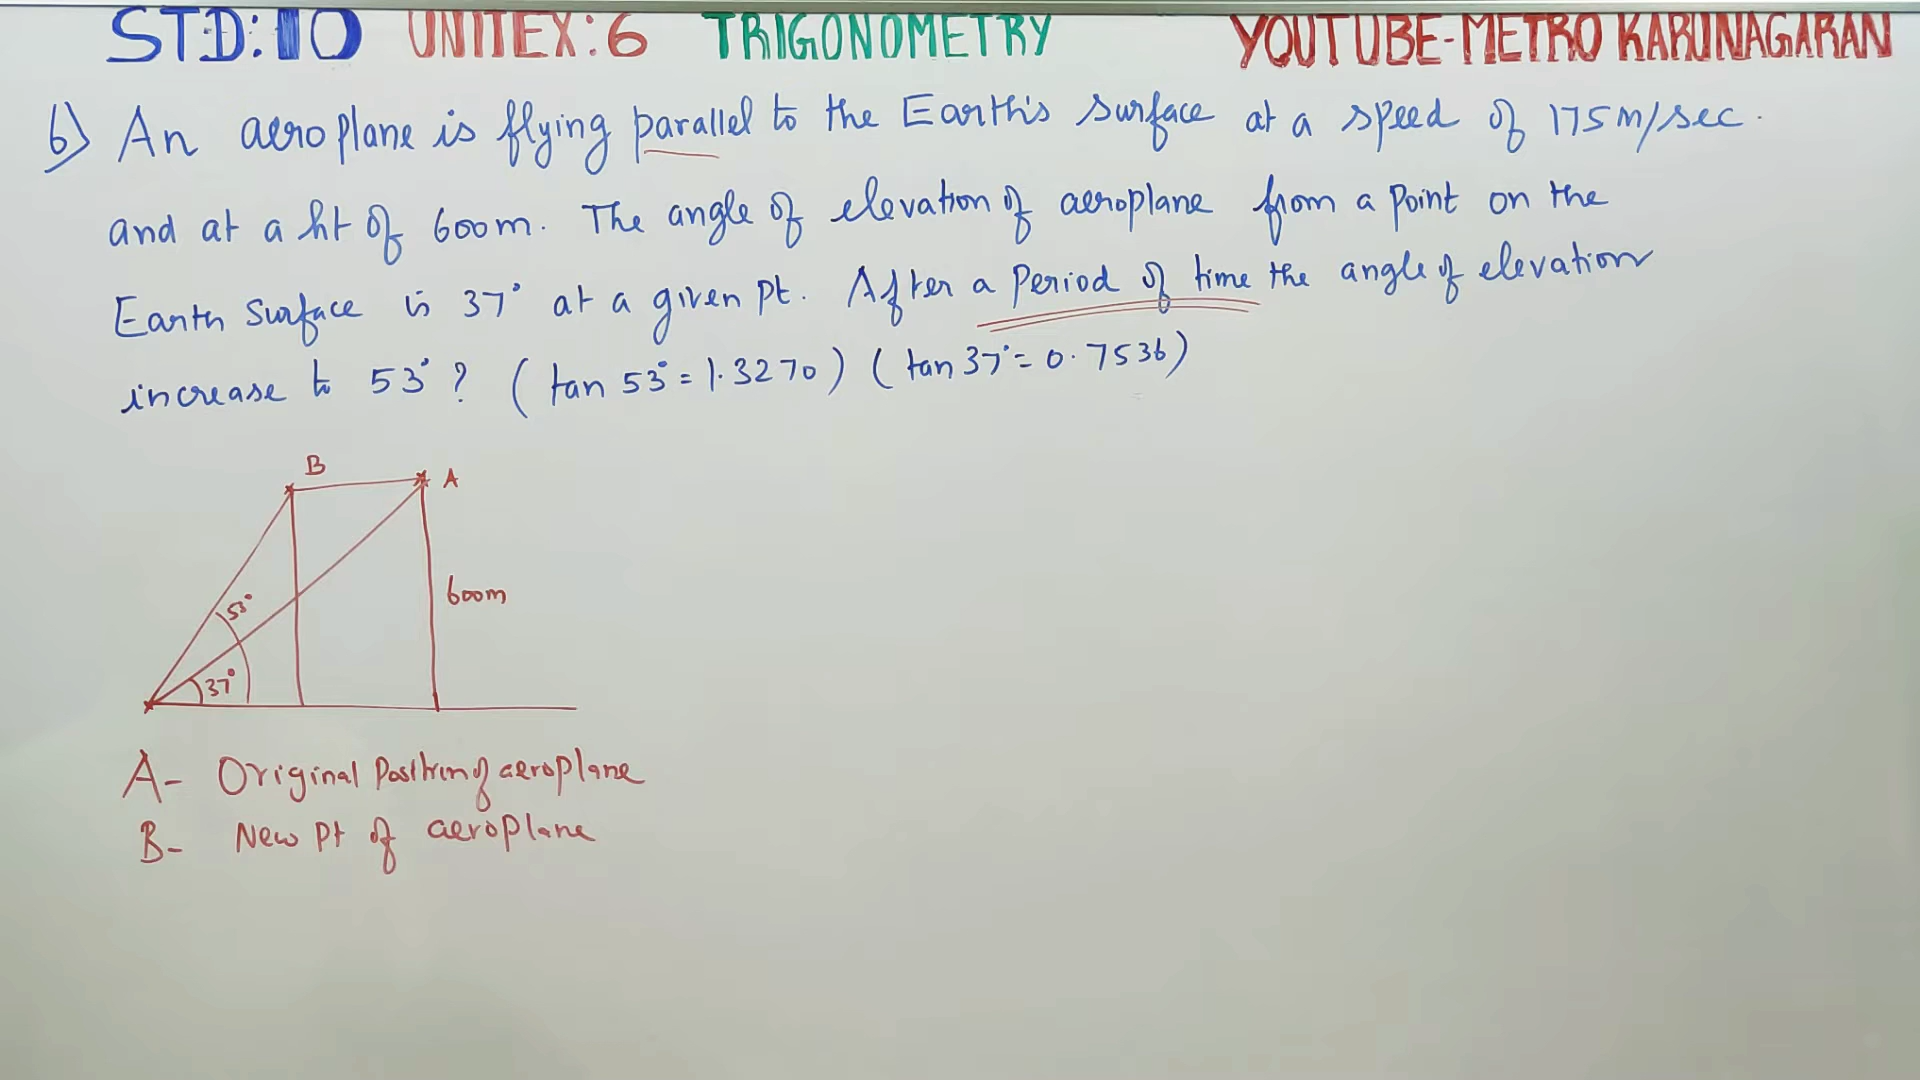 STD:10 UNITEX:6 TRIGONOMETRY YOUTUBE-METRO KARUNAGARAN
6) An aeroplane is flying parallel to the Earth's surface at a speed of 175m/sec.
and at a ht of 600m. The angle of elevation of aeroplane from a point on the
Earth surface is 37° at a given pt. After a period of time the angle of elevation
increase to 53°? (tan 53°=1.3270) (tan 37°=0.7536)
B
A
600m
53°
37°
A- Original Position of aeroplane
B- New Pt of aeroplane